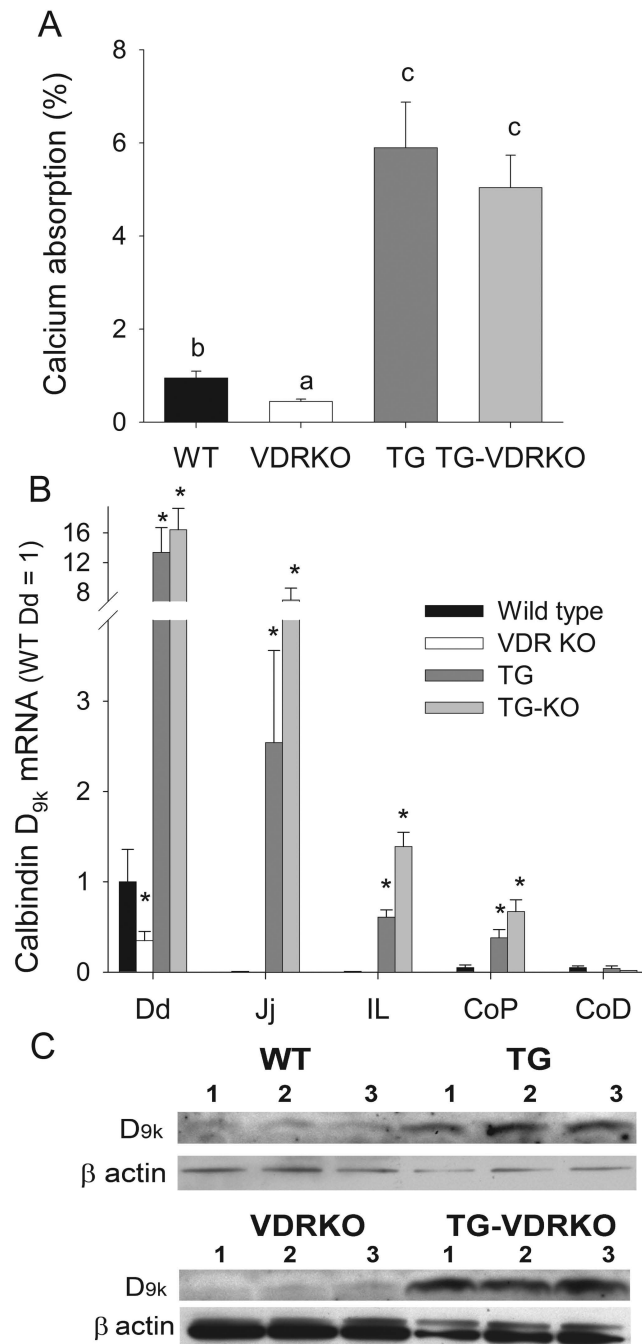 A
Calcium absorption (%)
8
6
4
2
0
b
a
c
c
WT VDRKO TG TG-VDRKO
B
Calbindin D9k mRNA (WT Dd = 1)
16
12
8
3
2
1
0
* *
*
*
*
*
*
* *
Wild type
VDR KO
TG
TG-KO
Dd Jj IL CoP CoD
C
WT TG
1 2 3 1 2 3
D9k
β actin
VDRKO TG-VDRKO
1 2 3 1 2 3
D9k
β actin